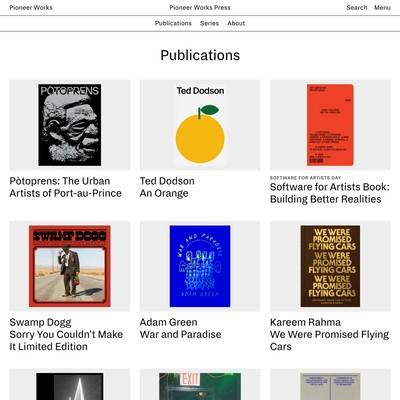 Pioneer Works
Pioneer Works Press
Search Menu
Publications Series About
Publications
PÒTOPRENS
Ted Dodson
Pòtoprens: The Urban
Artists of Port-au-Prince
Ted Dodson
An Orange
SOFTWARE FOR ARTISTS DAY
Software for Artists Book:
Building Better Realities
SWAMP DOGG
WAR AND PARADISE
ADAM GREEN
WE WERE
PROMISED
FLYING CARS
WE WERE
PROMISED
FLYING CARS
WE WERE
PROMISED
FLYING CARS
Swamp Dogg
Sorry You Couldn't Make
It Limited Edition
Adam Green
War and Paradise
Kareem Rahma
We Were Promised Flying
Cars
EXIT